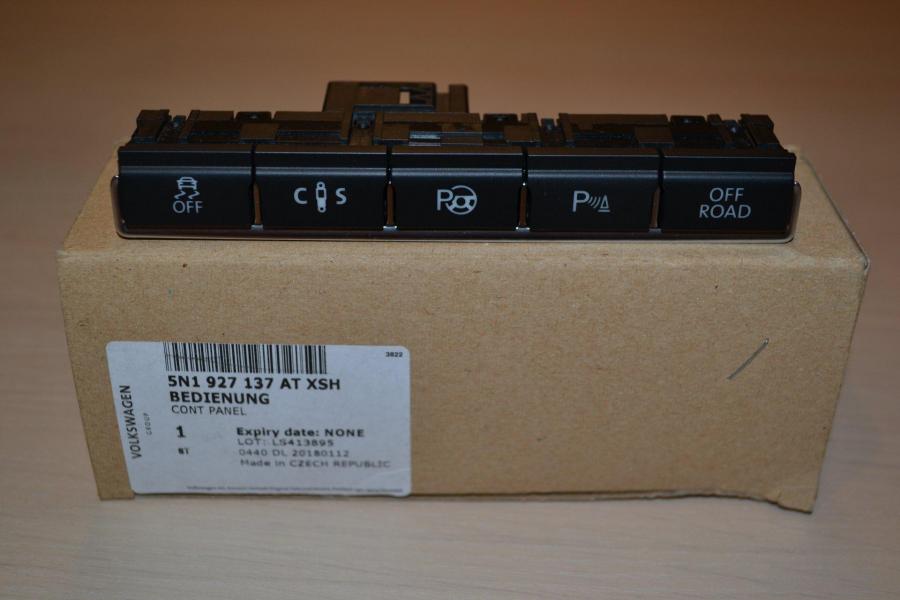 OFF
C S
P
P
OFF
ROAD
3822
5N1 927 137 AT XSH
BEDIENUNG
CONT PANEL
VOLKSWAGEN
GROUP
1
ST
Expiry date: NONE
LOT: LS413895
0440 DL 20180112
Made in CZECH REPUBLIC